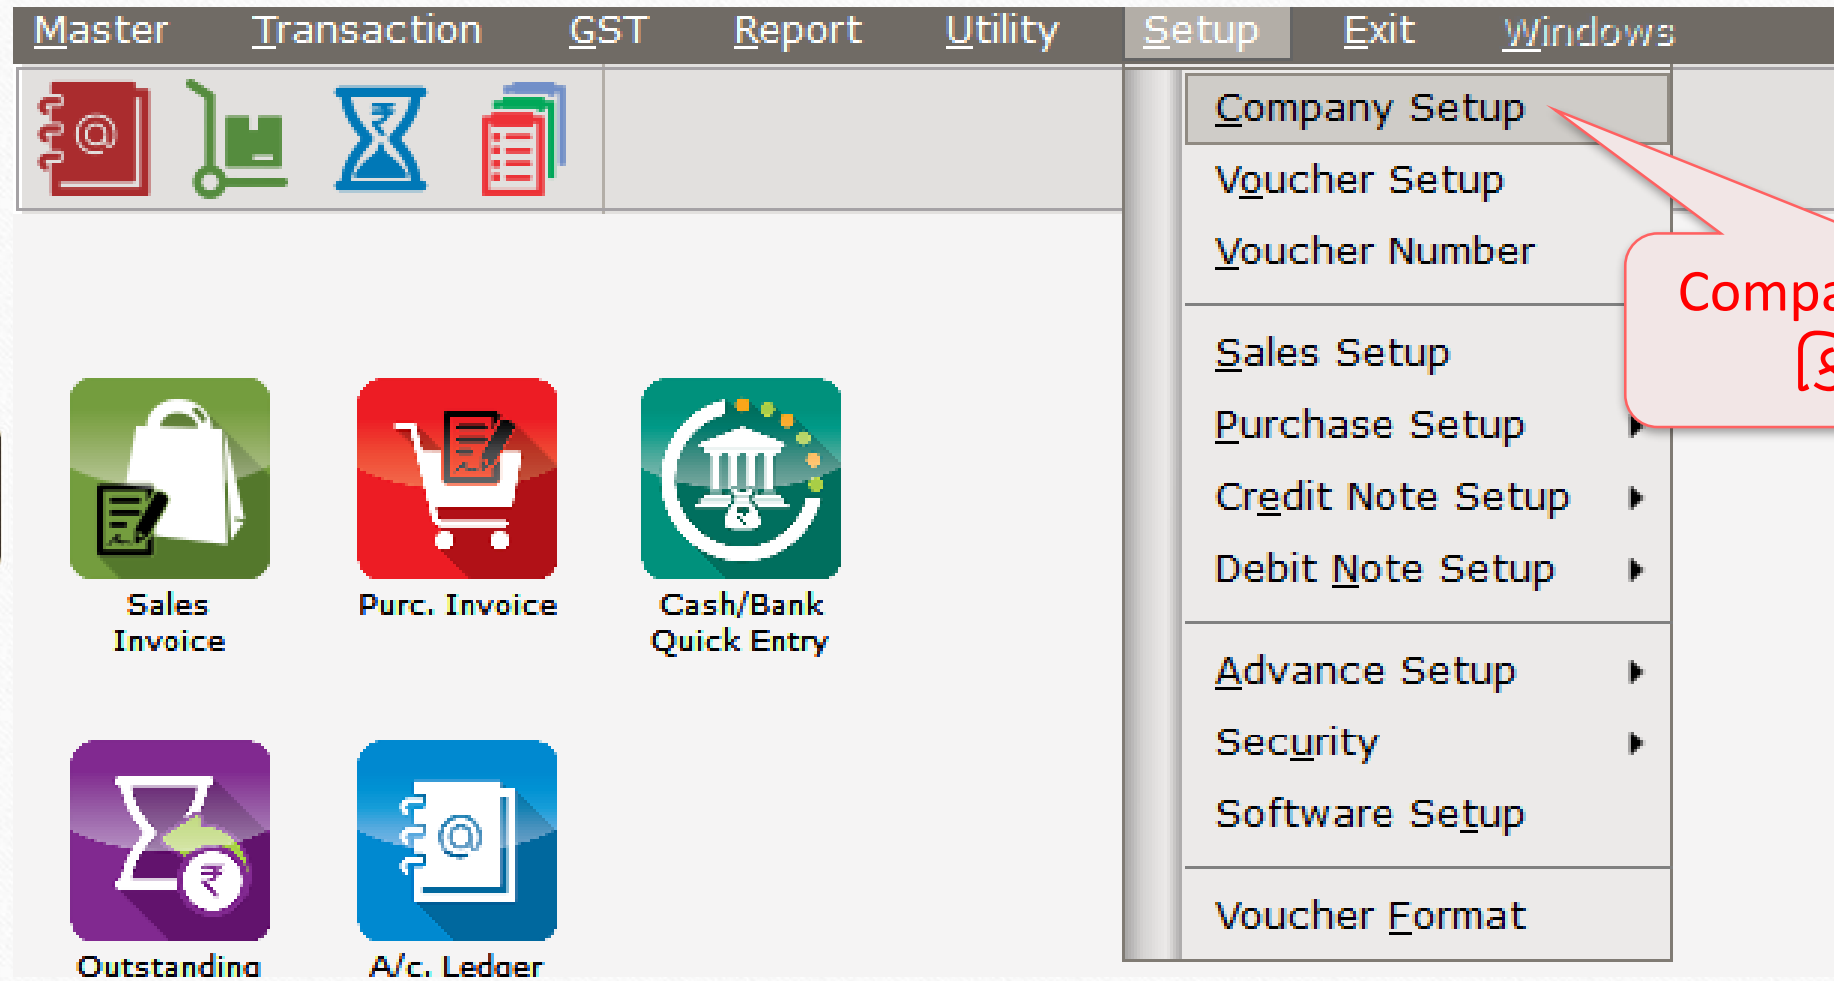 Master Transaction GST Report Utility Setup Exit Windows
Company Setup
Voucher Setup
Voucher Number
Sales Setup
Purchase Setup
Credit Note Setup
Debit Note Setup
Advance Setup
Security
Software Setup
Voucher Format
Sales
Invoice
Purc. Invoice
Cash/Bank
Quick Entry
Outstanding
A/c. Ledger